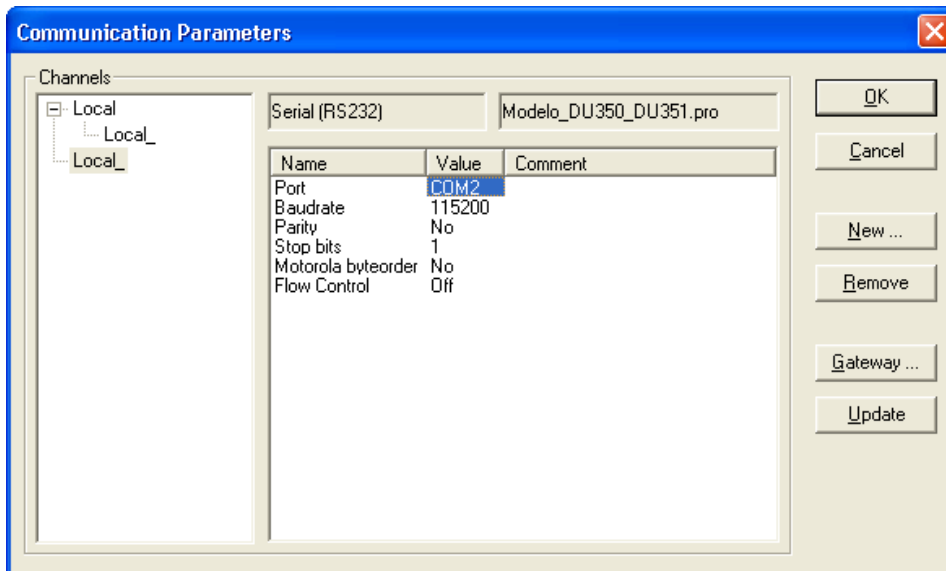 Communication Parameters
Channels
Local
Local_
Local_
Serial (RS232)
Modelo_DU350_DU351.pro
Name Value Comment
Port COM2
Baudrate 115200
Parity No
Stop bits 1
Motorola byteorder No
Flow Control Off
OK
Cancel
New ...
Remove
Gateway ...
Update